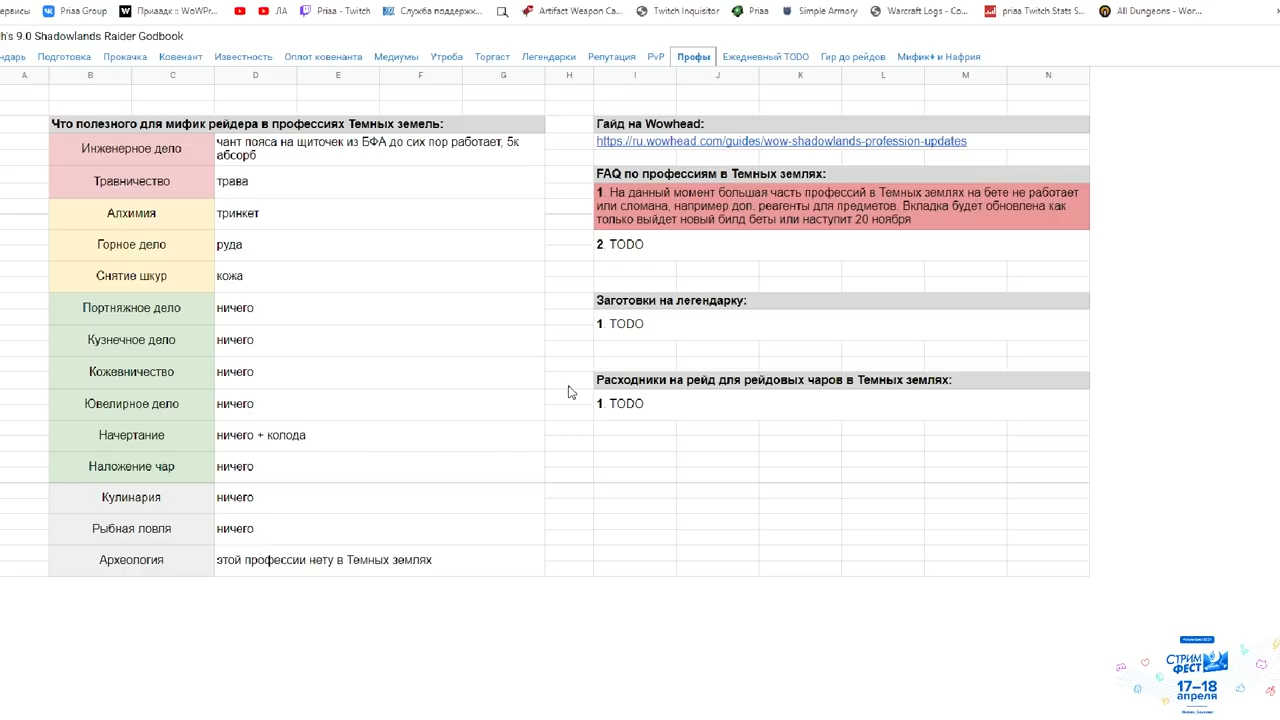 ервисы Priaa Group Приаадк :: WoWPr... ЛА Priaa - Twitch Служба поддержк... Artifact Weapon Ca... Twitch Inquisitor Priaa Simple Armory Warcraft Logs - Co... priaa Twitch Stats S... All Dungeons - Wor...
h's 9.0 Shadowlands Raider Godbook
ндарь Подготовка Прокачка Ковенант Известность Оплот ковенанта Медиумы Утроба Торгаст Легендарки Репутация PvP Профы Ежедневный TODO Гир до рейдов Мифик+ и Нафрия
A B C D E F G H I J K L M N
Что полезного для мифик рейдера в профессиях Темных земель:
Инженерное дело чант пояса на щиточек из БФА до сих пор работает, 5к
абсорб
Травничество трава
Алхимия тринкет
Горное дело руда
Снятие шкур кожа
Портняжное дело ничего
Кузнечное дело ничего
Кожевничество ничего
Ювелирное дело ничего
Начертание ничего + колода
Наложение чар ничего
Кулинария ничего
Рыбная ловля ничего
Археология этой профессии нету в Темных землях
Гайд на Wowhead:
https://ru.wowhead.com/guides/wow-shadowlands-profession-updates
FAQ по профессиям в Темных землях:
1. На данный момент большая часть профессий в Темных землях на бете не работает
или сломана, например доп. реагенты для предметов. Вкладка будет обновлена как
только выйдет новый билд беты или наступит 20 ноября
2. TODO
Заготовки на легендарку:
1. TODO
Расходники на рейд для рейдовых чаров в Темных землях:
1. TODO
СТРИМ
ФЕСТ
17–18
апреля